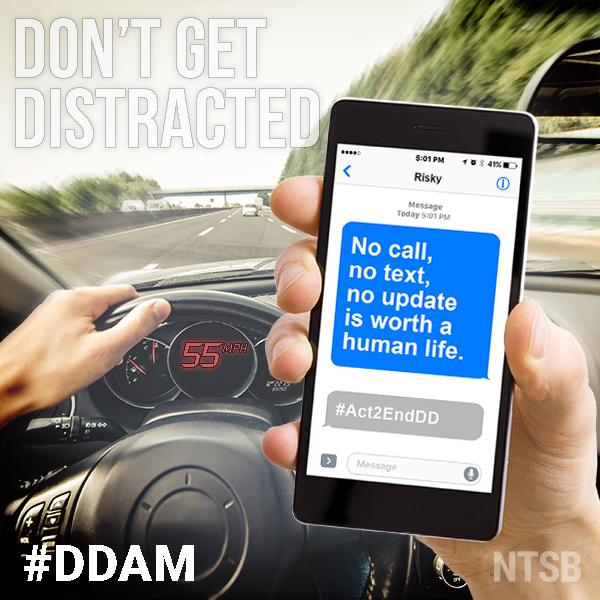 DON'T GET
DISTRACTED
5:01 PM
41%
Risky
Message
Today 5:01 PM
No call,
no text,
no update
is worth a
human life.
#Act2EndDD
Message
55 MPH
#DDAM
NTSB